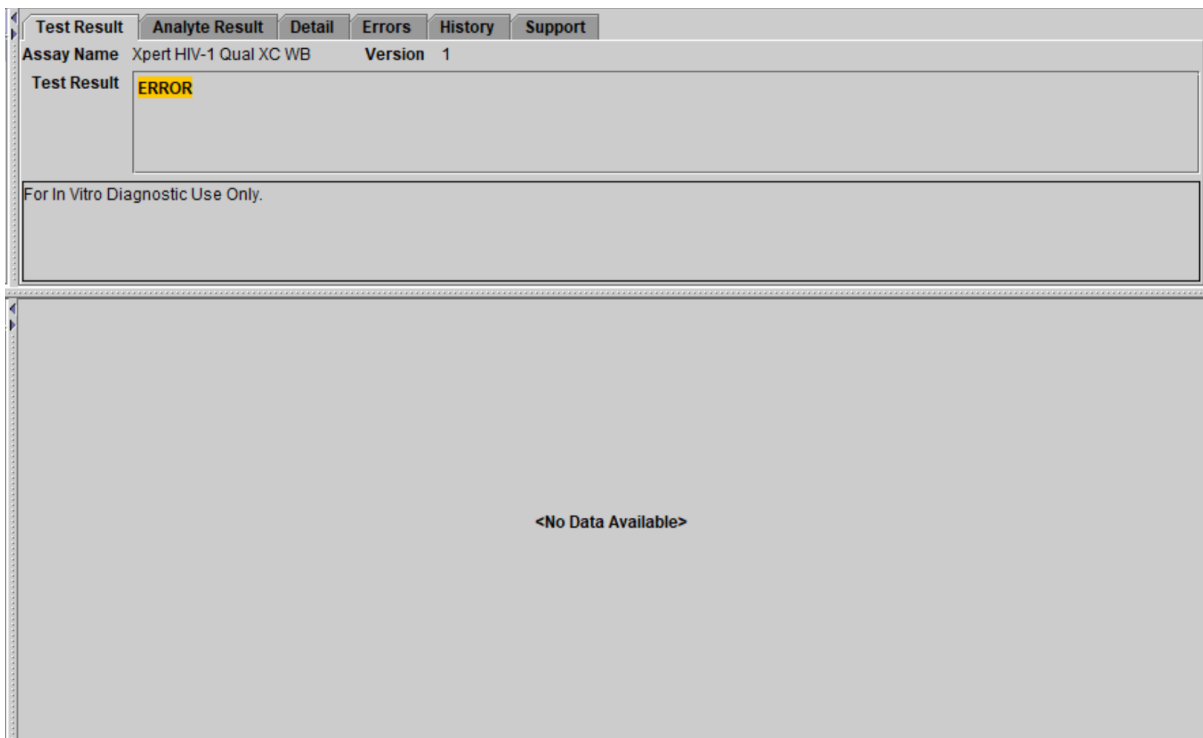 Test Result Analyte Result Detail Errors History Support
Assay Name Xpert HIV-1 Qual XC WB Version 1
Test Result ERROR
For In Vitro Diagnostic Use Only.
<No Data Available>